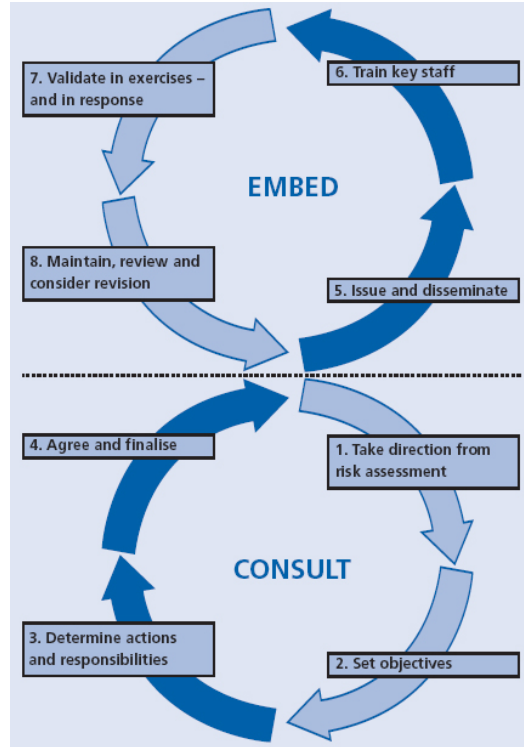 7. Validate in exercises –
and in response
6. Train key staff
EMBED
8. Maintain, review and
consider revision
5. Issue and disseminate
4. Agree and finalise
1. Take direction from
risk assessment
CONSULT
3. Determine actions
and responsibilities
2. Set objectives